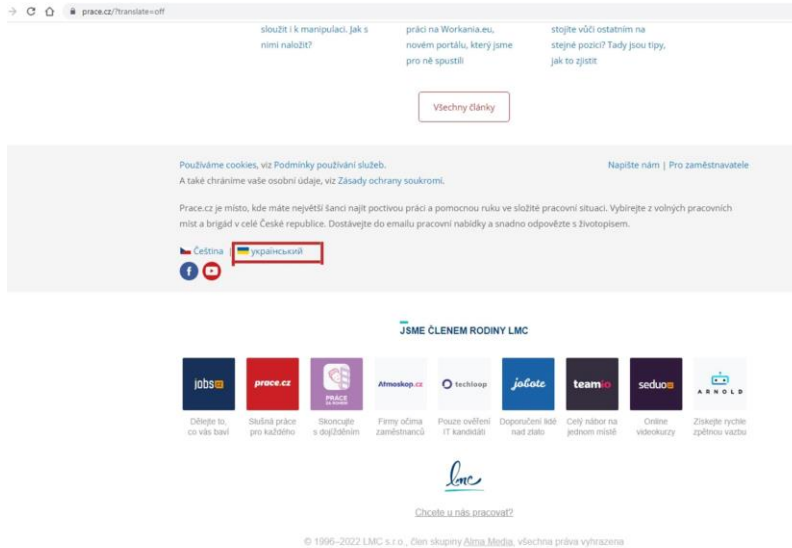 prace.cz/?translate=off
sloužit i k manipulaci. Jak s
nimi naložit?
práci na Workania.eu,
novém portálu, který jsme
pro ně spustili
stojíte vůči ostatním na
stejné pozici? Tady jsou tipy,
jak to zjistit
Všechny články
Používáme cookies, viz Podmínky používání služeb.
Napište nám | Pro zaměstnavatele
A také chráníme vaše osobní údaje, viz Zásady ochrany soukromí.
Prace.cz je místo, kde máte největší šanci najít poctivou práci a pomocnou ruku ve složité pracovní situaci. Vybírejte z volných pracovních
míst a brigád v celé České republice. Dostávejte do emailu pracovní nabídky a snadno odpovězte s životopisem.
Čeština | український
JSME ČLENEM RODINY LMC
jobs.cz
prace.cz
PRÁCE ZA ROHEM
Atmoskop.cz
techloop
jobote
teamio
seduo.cz
ARNOLD
Dělejte to,
co vás baví
Slušná práce
pro každého
Skoncujte
s dojížděním
Firmy očima
zaměstnanců
Pouze ověření
IT kandidáti
Doporučení lidé
nad zlato
Celý nábor na
jednom místě
Online
videokurzy
Získejte rychle
zpětnou vazbu
lmc
Chcete u nás pracovat?
© 1996–2022 LMC s.r.o., člen skupiny Alma Media, všechna práva vyhrazena